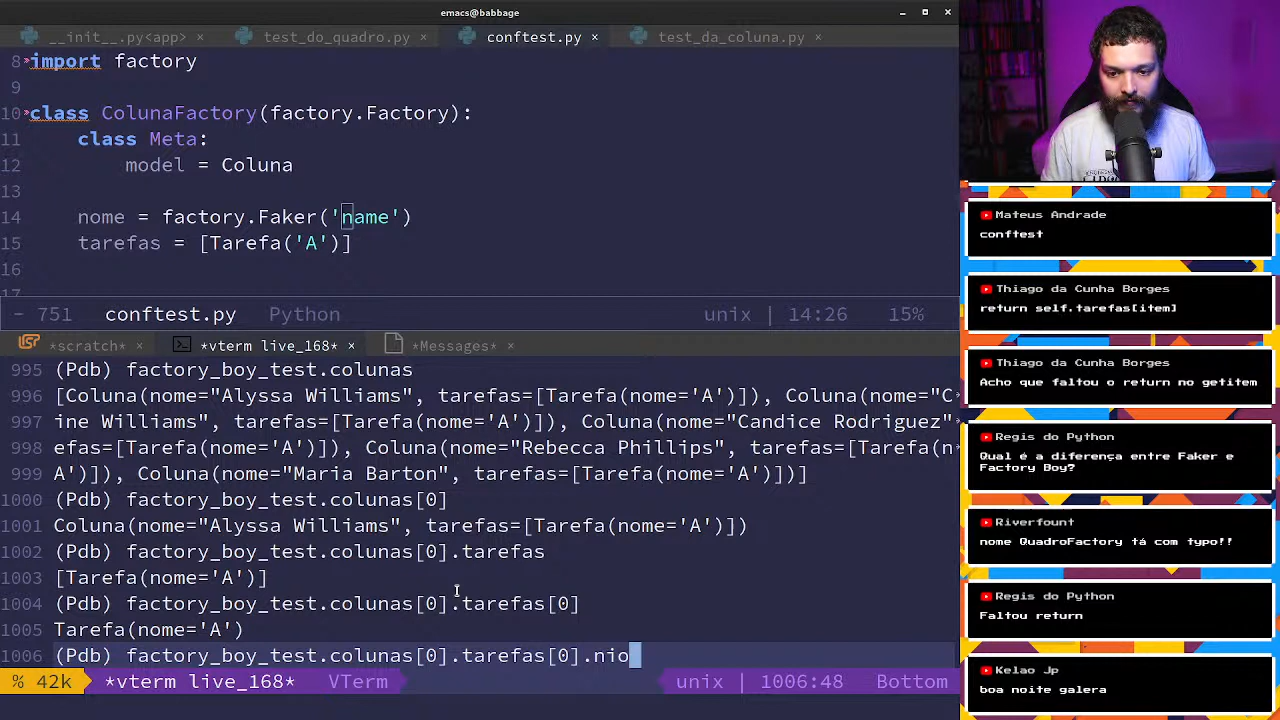 emacs@babbage
__init__.py<app> ×
test_do_quadro.py ×
conftest.py ×
test_da_coluna.py ×
8 import factory
9
10 class ColunaFactory(factory.Factory):
11 class Meta:
12 model = Coluna
13
14 nome = factory.Faker('name')
15 tarefas = [Tarefa('A')]
16
17
- 751 conftest.py Python unix | 14:26 15%
*scratch* × *vterm live_168* × *Messages* ×
995 (Pdb) factory_boy_test.colunas
996 [Coluna(nome="Alyssa Williams", tarefas=[Tarefa(nome='A')]), Coluna(nome="C
997 ine Williams", tarefas=[Tarefa(nome='A')]), Coluna(nome="Candice Rodriguez"
998 efas=[Tarefa(nome='A')]), Coluna(nome="Rebecca Phillips", tarefas=[Tarefa(n
999 A')]), Coluna(nome="Maria Barton", tarefas=[Tarefa(nome='A')])]
1000 (Pdb) factory_boy_test.colunas[0]
1001 Coluna(nome="Alyssa Williams", tarefas=[Tarefa(nome='A')])
1002 (Pdb) factory_boy_test.colunas[0].tarefas
1003 [Tarefa(nome='A')]
1004 (Pdb) factory_boy_test.colunas[0].tarefas[0]
1005 Tarefa(nome='A')
1006 (Pdb) factory_boy_test.colunas[0].tarefas[0].nio
% 42k *vterm live_168* VTerm unix | 1006:48 Bottom
Mateus Andrade
conftest
Thiago da Cunha Borges
return self.tarefas[item]
Thiago da Cunha Borges
Acho que faltou o return no getitem
Regis do Python
Qual é a diferença entre Faker e
Factory Boy?
Riverfount
nome QuadroFactory tá com typo!!
Regis do Python
Faltou return
Kelao Jp
boa noite galera